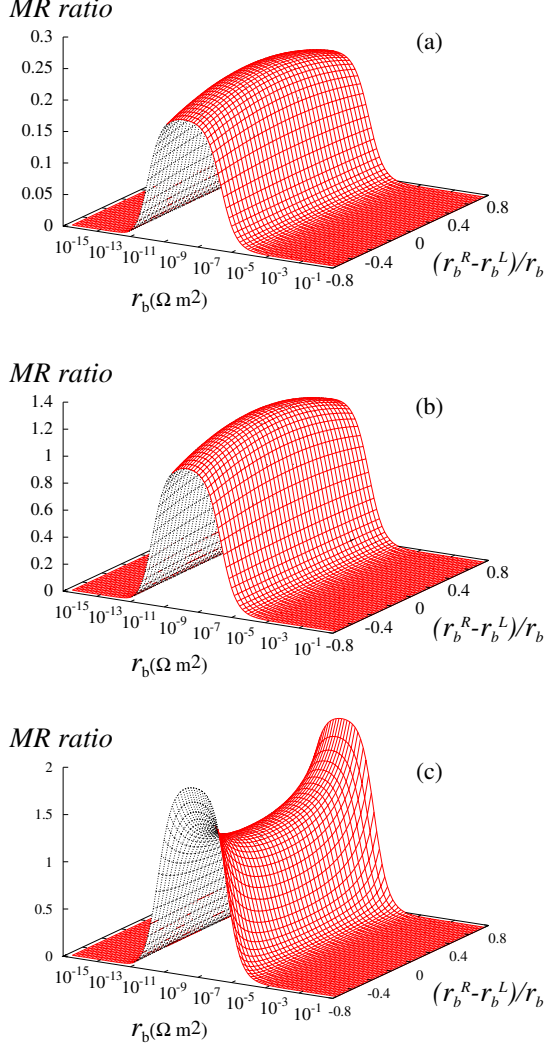 MR ratio
(a)
0.3
0.25
0.2
0.15
0.1
0.05
0
10⁻¹⁵ 10⁻¹³ 10⁻¹¹ 10⁻⁹ 10⁻⁷ 10⁻⁵ 10⁻³ 10⁻¹
-0.8 -0.4 0 0.4 0.8
r_b(Ω m²)
(r_b^R-r_b^L)/r_b
MR ratio
(b)
1.4
1.2
1
0.8
0.6
0.4
0.2
0
10⁻¹⁵ 10⁻¹³ 10⁻¹¹ 10⁻⁹ 10⁻⁷ 10⁻⁵ 10⁻³ 10⁻¹
-0.8 -0.4 0 0.4 0.8
r_b(Ω m²)
(r_b^R-r_b^L)/r_b
MR ratio
(c)
2
1.5
1
0.5
0
10⁻¹⁵ 10⁻¹³ 10⁻¹¹ 10⁻⁹ 10⁻⁷ 10⁻⁵ 10⁻³ 10⁻¹
-0.8 -0.4 0 0.4 0.8
r_b(Ω m²)
(r_b^R-r_b^L)/r_b